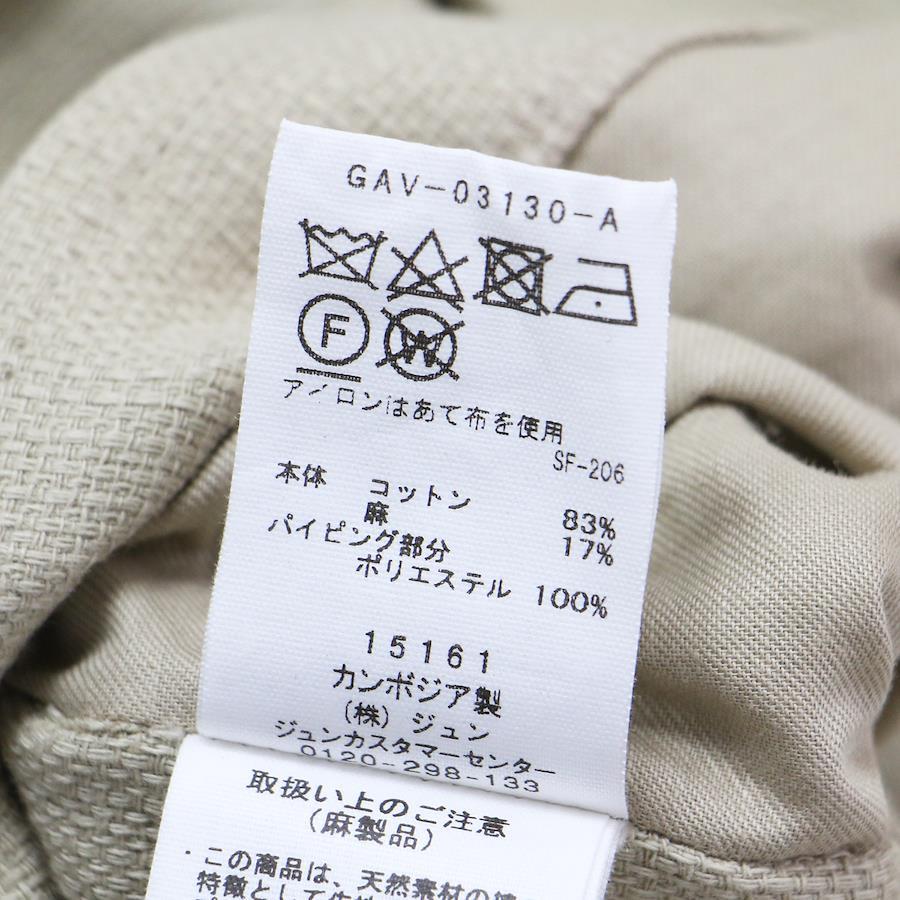 GAV-03130-A
F W
アイロンはあて布を使用
SF-206
本体 コットン 83%
麻 17%
パイピング部分
ポリエステル 100%
15161
カンボジア製
(株) ジュン
ジュンカスタマーセンター
0120-298-133
取扱い上のご注意
(麻製品)
・この商品は、天然素材の
特徴として